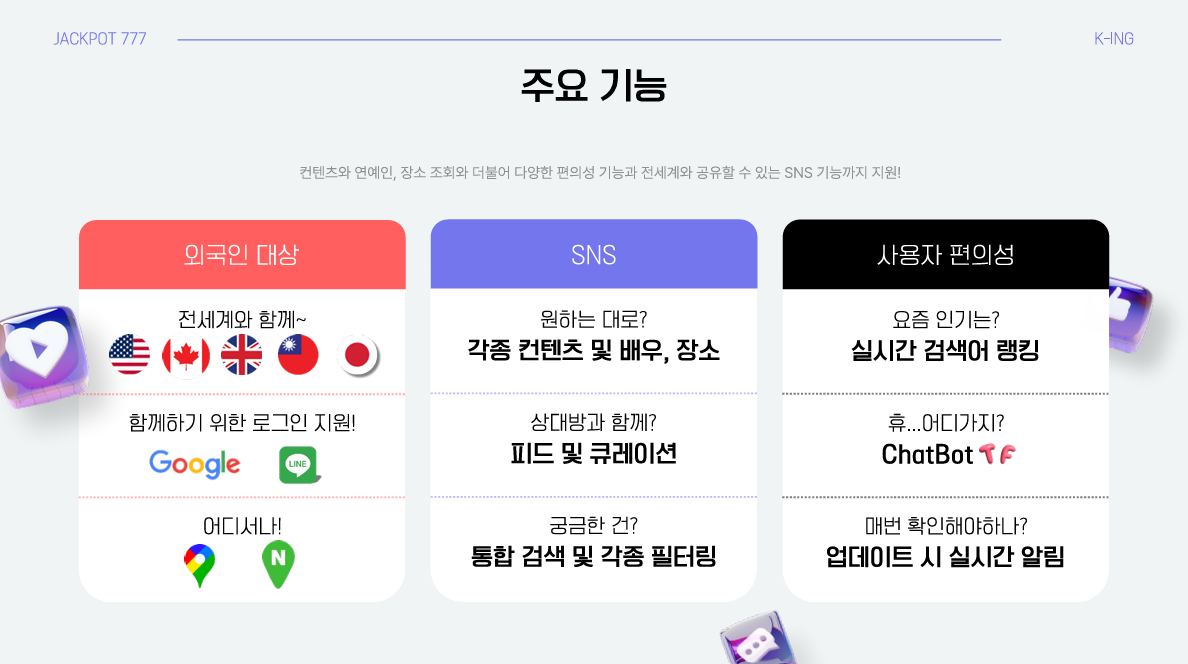 JACKPOT 777
K-ING
주요 기능
컨텐츠와 연예인, 장소 조회와 더불어 다양한 편의성 기능과 전세계와 공유할 수 있는 SNS 기능까지 지원!
외국인 대상
전세계와 함께~
함께하기 위한 로그인 지원!
Google
LINE
어디서나!
N
SNS
원하는 대로?
각종 컨텐츠 및 배우, 장소
상대방과 함께?
피드 및 큐레이션
궁금한 건?
통합 검색 및 각종 필터링
사용자 편의성
요즘 인기는?
실시간 검색어 랭킹
휴...어디가지?
ChatBot TF
매번 확인해야하나?
업데이트 시 실시간 알림